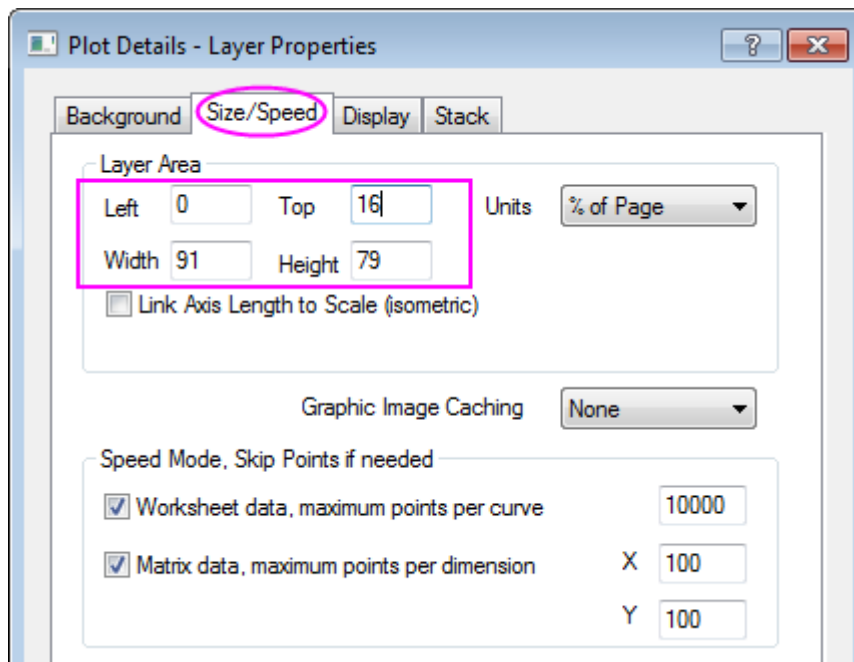 Plot Details - Layer Properties
Background Size/Speed Display Stack
Layer Area
Left 0 Top 16 Units % of Page
Width 91 Height 79
Link Axis Length to Scale (isometric)
Graphic Image Caching None
Speed Mode, Skip Points if needed
Worksheet data, maximum points per curve 10000
Matrix data, maximum points per dimension X 100
Y 100